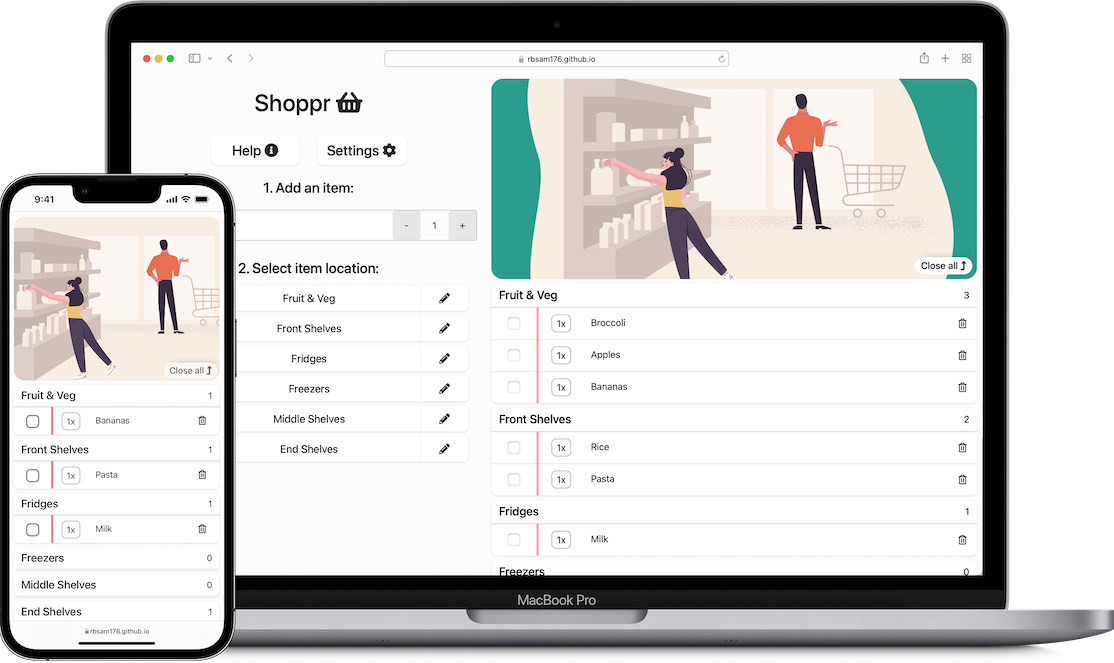 rbsam176.github.io
Shoppr
Help
Settings
1. Add an item:
- 1 +
2. Select item location:
Fruit & Veg
Front Shelves
Fridges
Freezers
Middle Shelves
End Shelves
Close all
Fruit & Veg 3
1x Broccoli
1x Apples
1x Bananas
Front Shelves 2
1x Rice
1x Pasta
Fridges 1
1x Milk
Freezers 0
MacBook Pro
9:41
Close all
Fruit & Veg 1
1x Bananas
Front Shelves 1
1x Pasta
Fridges 1
1x Milk
Freezers 0
Middle Shelves 0
End Shelves 1
rbsam176.github.io